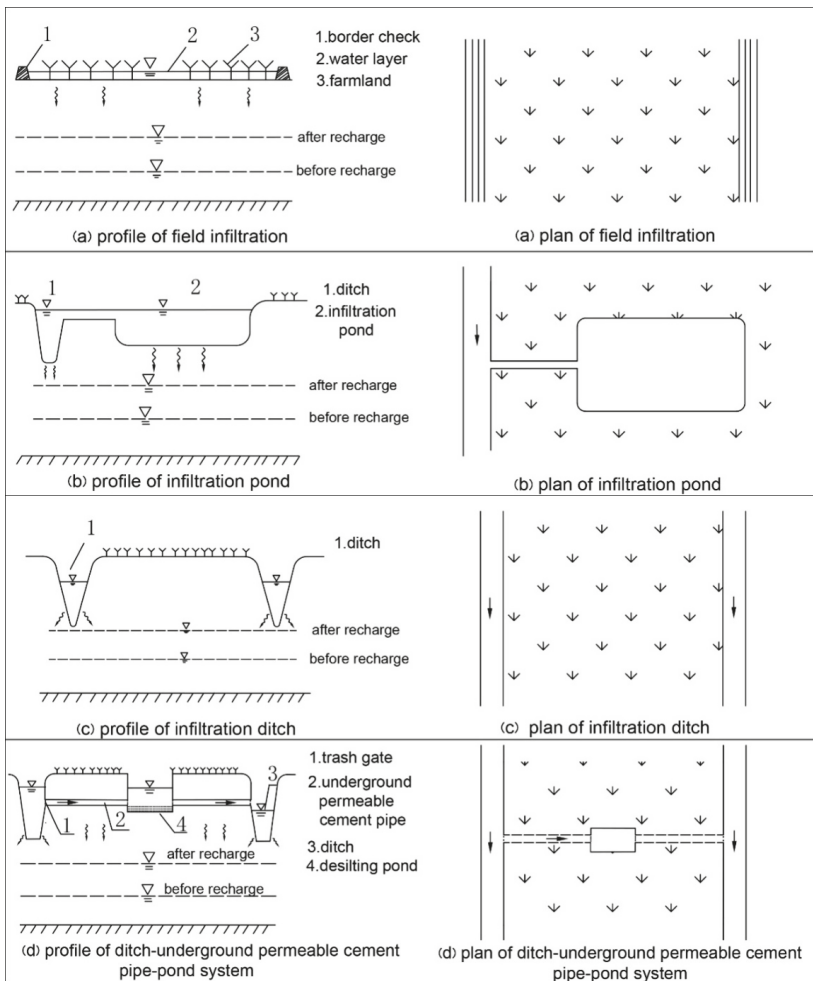 1
2
3
1.border check
2.water layer
3.farmland
after recharge
before recharge
(a) profile of field infiltration
(a) plan of field infiltration
1
2
1.ditch
2.infiltration
pond
after recharge
before recharge
(b) profile of infiltration pond
(b) plan of infiltration pond
1
1.ditch
after recharge
before recharge
(c) profile of infiltration ditch
(c) plan of infiltration ditch
3
1
2
4
1.trash gate
2.underground
permeable
cement pipe
3.ditch
4.desilting pond
after recharge
before recharge
(d) profile of ditch-underground permeable cement
pipe-pond system
(d) plan of ditch-underground permeable cement
pipe-pond system